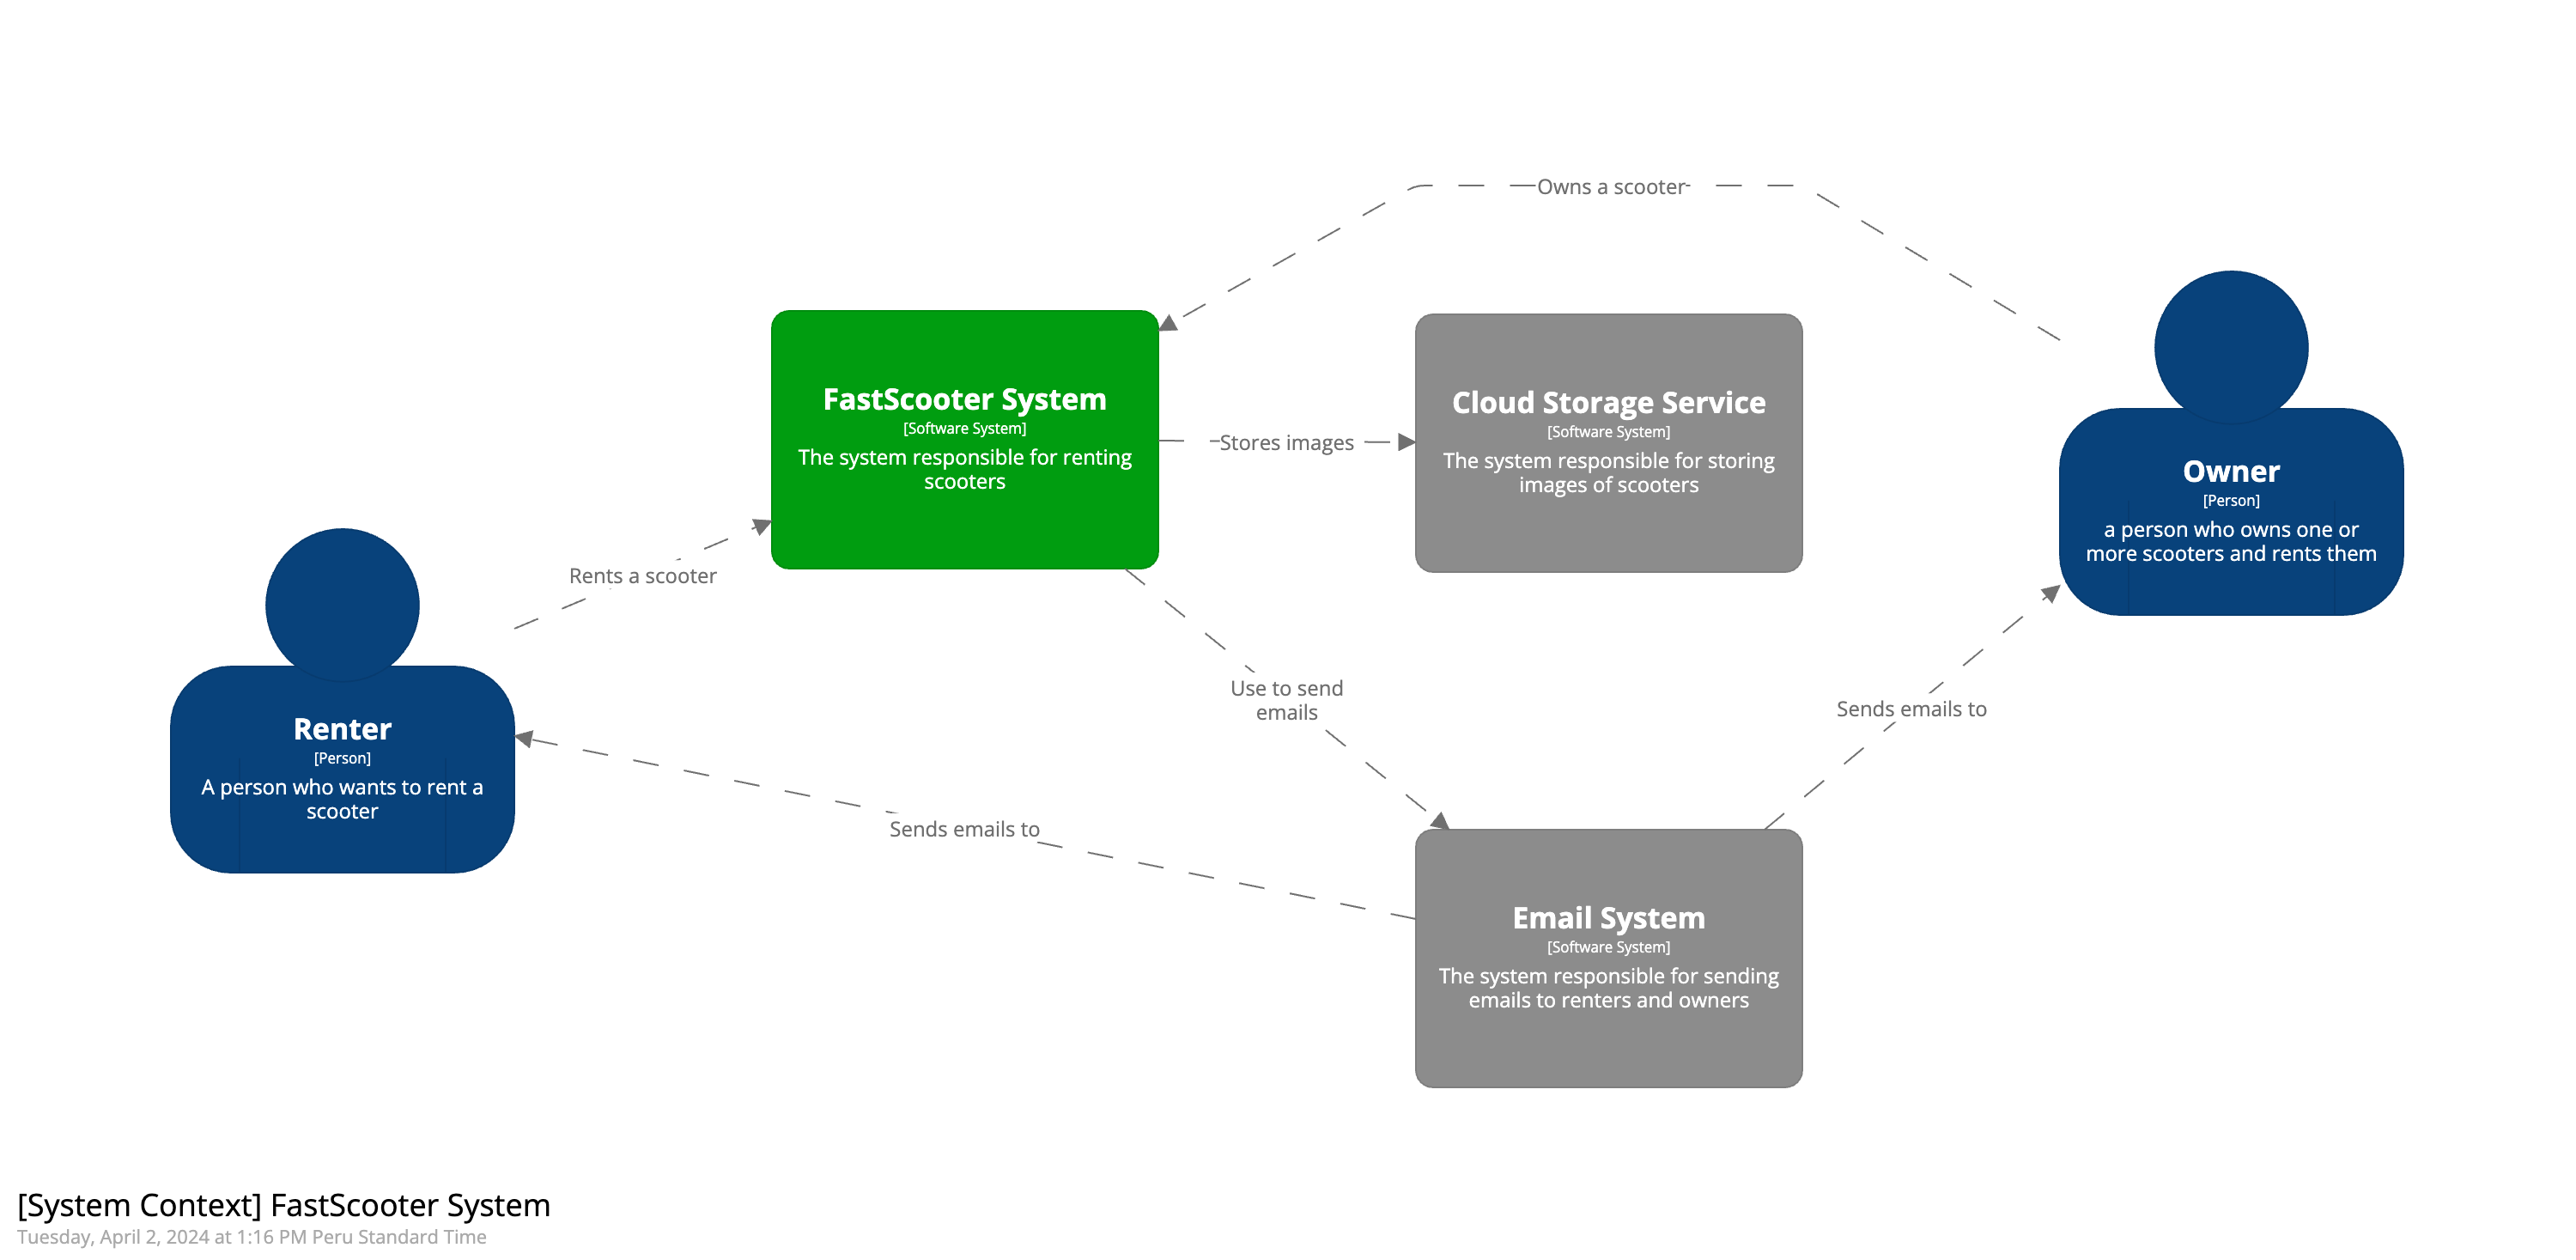 Owns a scooter
FastScooter System
[Software System]
The system responsible for renting
scooters
Stores images
Cloud Storage Service
[Software System]
The system responsible for storing
images of scooters
Owner
[Person]
a person who owns one or
more scooters and rents them
Rents a scooter
Renter
[Person]
A person who wants to rent a
scooter
Use to send
emails
Sends emails to
Sends emails to
Email System
[Software System]
The system responsible for sending
emails to renters and owners
[System Context] FastScooter System
Tuesday, April 2, 2024 at 1:16 PM Peru Standard Time